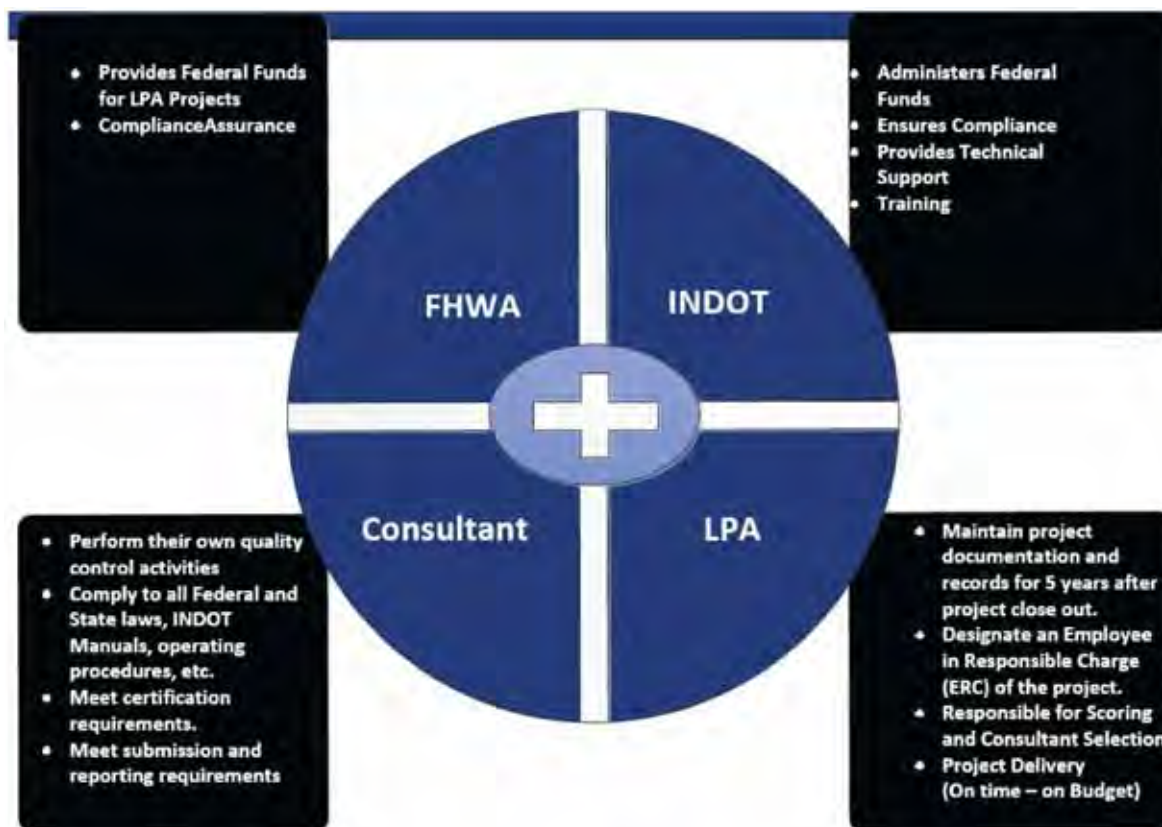 • Provides Federal Funds
for LPA Projects
• ComplianceAssurance
• Administers Federal
Funds
• Ensures Compliance
• Provides Technical
Support
• Training
FHWA
INDOT
Consultant
LPA
• Perform their own quality
control activities
• Comply to all Federal and
State laws, INDOT
Manuals, operating
procedures, etc.
• Meet certification
requirements.
• Meet submission and
reporting requirements
• Maintain project
documentation and
records for 5 years after
project close out.
• Designate an Employee
in Responsible Charge
(ERC) of the project.
• Responsible for Scoring
and Consultant Selection
• Project Delivery
(On time – on Budget)